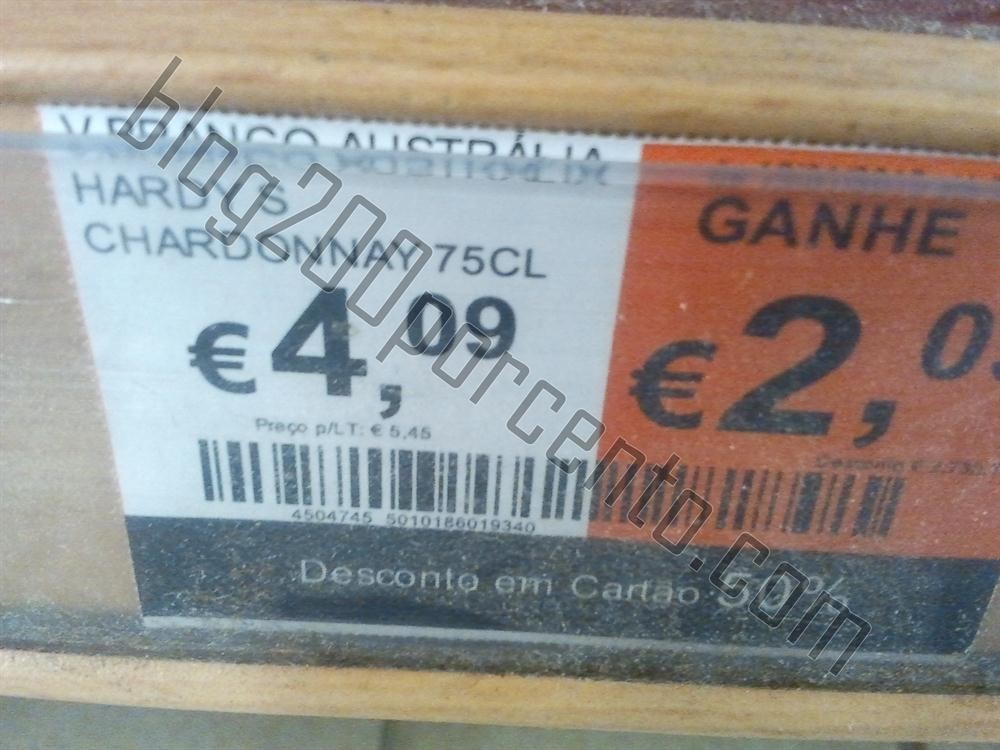 V.BRANCO AUSTRÁLIA
HARDY'S
CHARDONNAY 75CL
€4,09
Preço p/LT: € 5,45
4504745 5010186019340
GANHE
€2,0
Desconto em Cartão 50%
blog200porcento.com